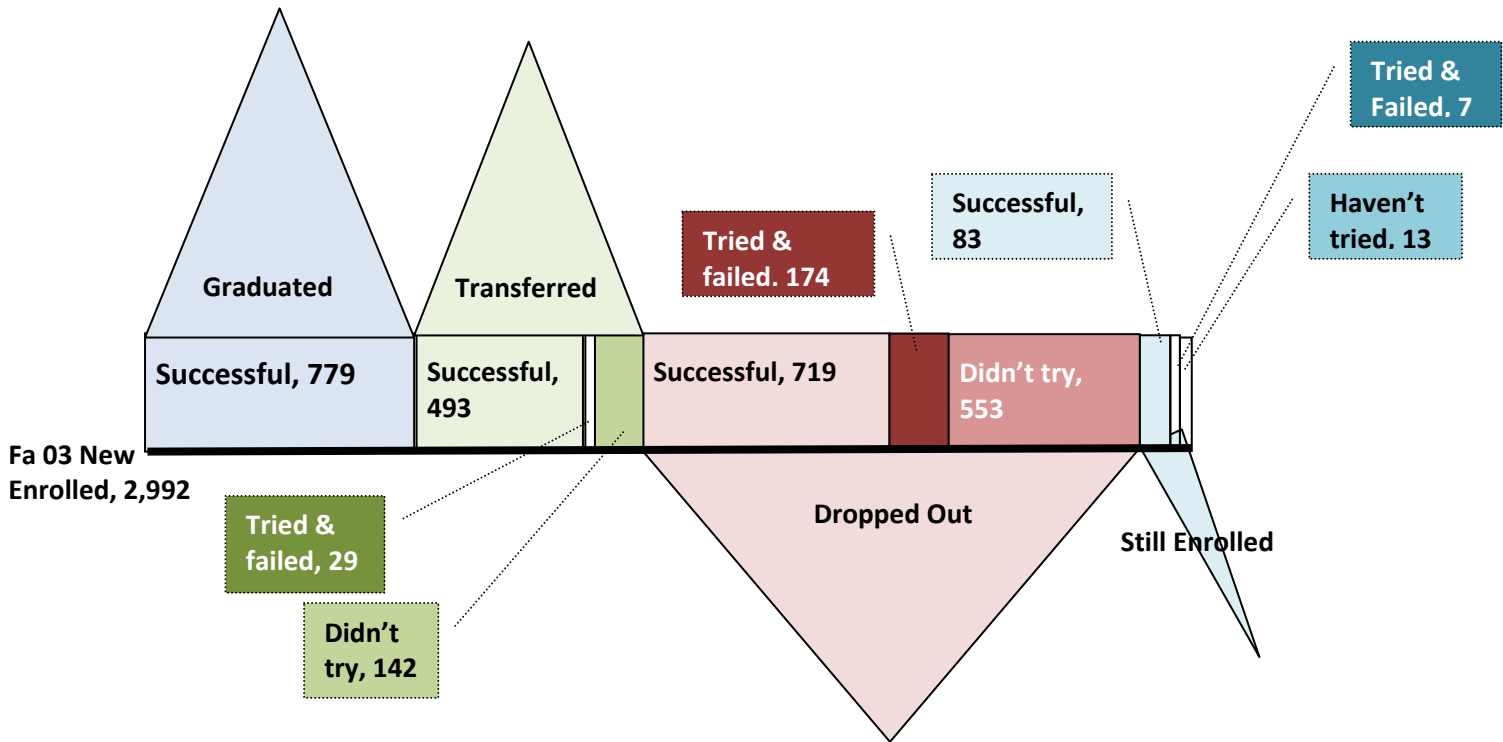 Tried &
Failed, 7
Successful,
83
Haven't
tried, 13
Tried &
failed, 174
Graduated
Transferred
Successful, 779
Successful,
493
Successful, 719
Didn't try,
553
Fa 03 New
Enrolled, 2,992
Tried &
failed, 29
Dropped Out
Still Enrolled
Didn't
try, 142